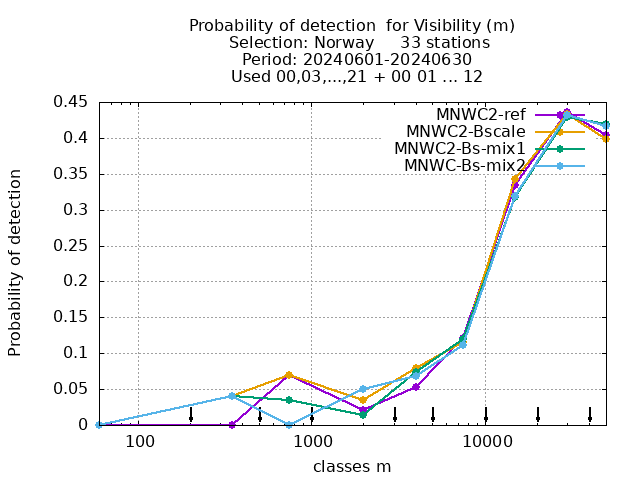 Probability of detection  for Visibility (m)
Selection: Norway     33 stations
Period: 20240601-20240630
Used 00,03,...,21 + 00 01 ... 12
0.45
0.4
0.35
0.3
0.25
0.2
0.15
0.1
0.05
0
Probability of detection
MNWC2-ref
MNWC2-Bscale
MNWC2-Bs-mix1
MNWC-Bs-mix2
100
1000
10000
classes m